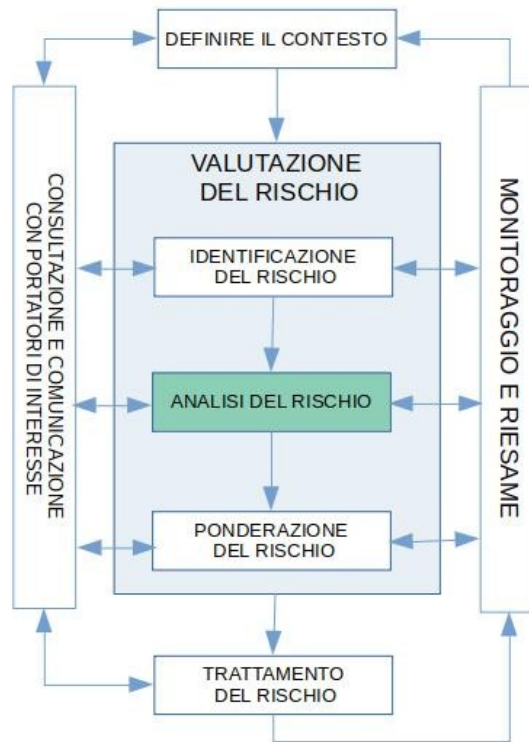 DEFINIRE IL CONTESTO
VALUTAZIONE
DEL RISCHIO
CONSULTAZIONE E COMUNICAZIONE
CON PORTATORI DI INTERESSE
IDENTIFICAZIONE
DEL RISCHIO
ANALISI DEL RISCHIO
PONDERAZIONE
DEL RISCHIO
MONITORAGGIO E RIESAME
TRATTAMENTO
DEL RISCHIO